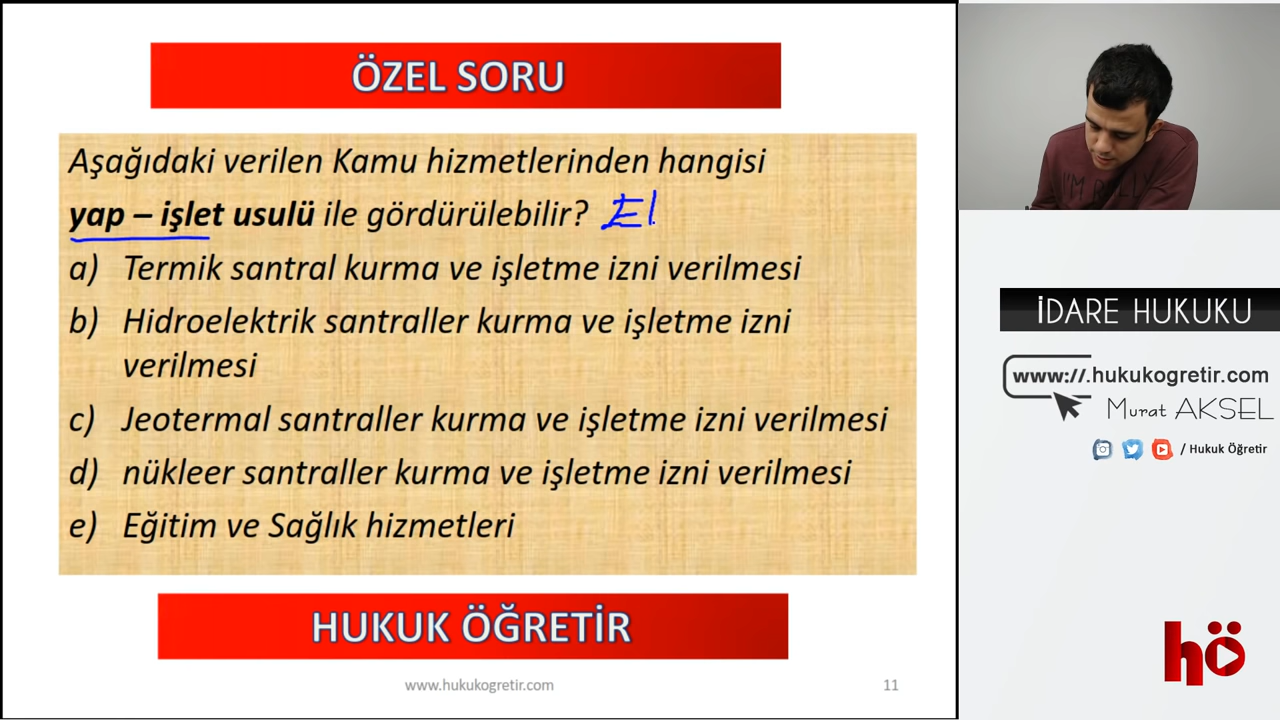 ÖZEL SORU
Aşağıdaki verilen Kamu hizmetlerinden hangisi
yap – işlet usulü ile gördürülebilir? El
a) Termik santral kurma ve işletme izni verilmesi
b) Hidroelektrik santraller kurma ve işletme izni
verilmesi
c) Jeotermal santraller kurma ve işletme izni verilmesi
d) nükleer santraller kurma ve işletme izni verilmesi
e) Eğitim ve Sağlık hizmetleri
HUKUK ÖĞRETİR
www.hukukogretir.com
11
İDARE HUKUKU
www://.hukukogretir.com
Murat AKSEL
/ Hukuk Öğretir
hö